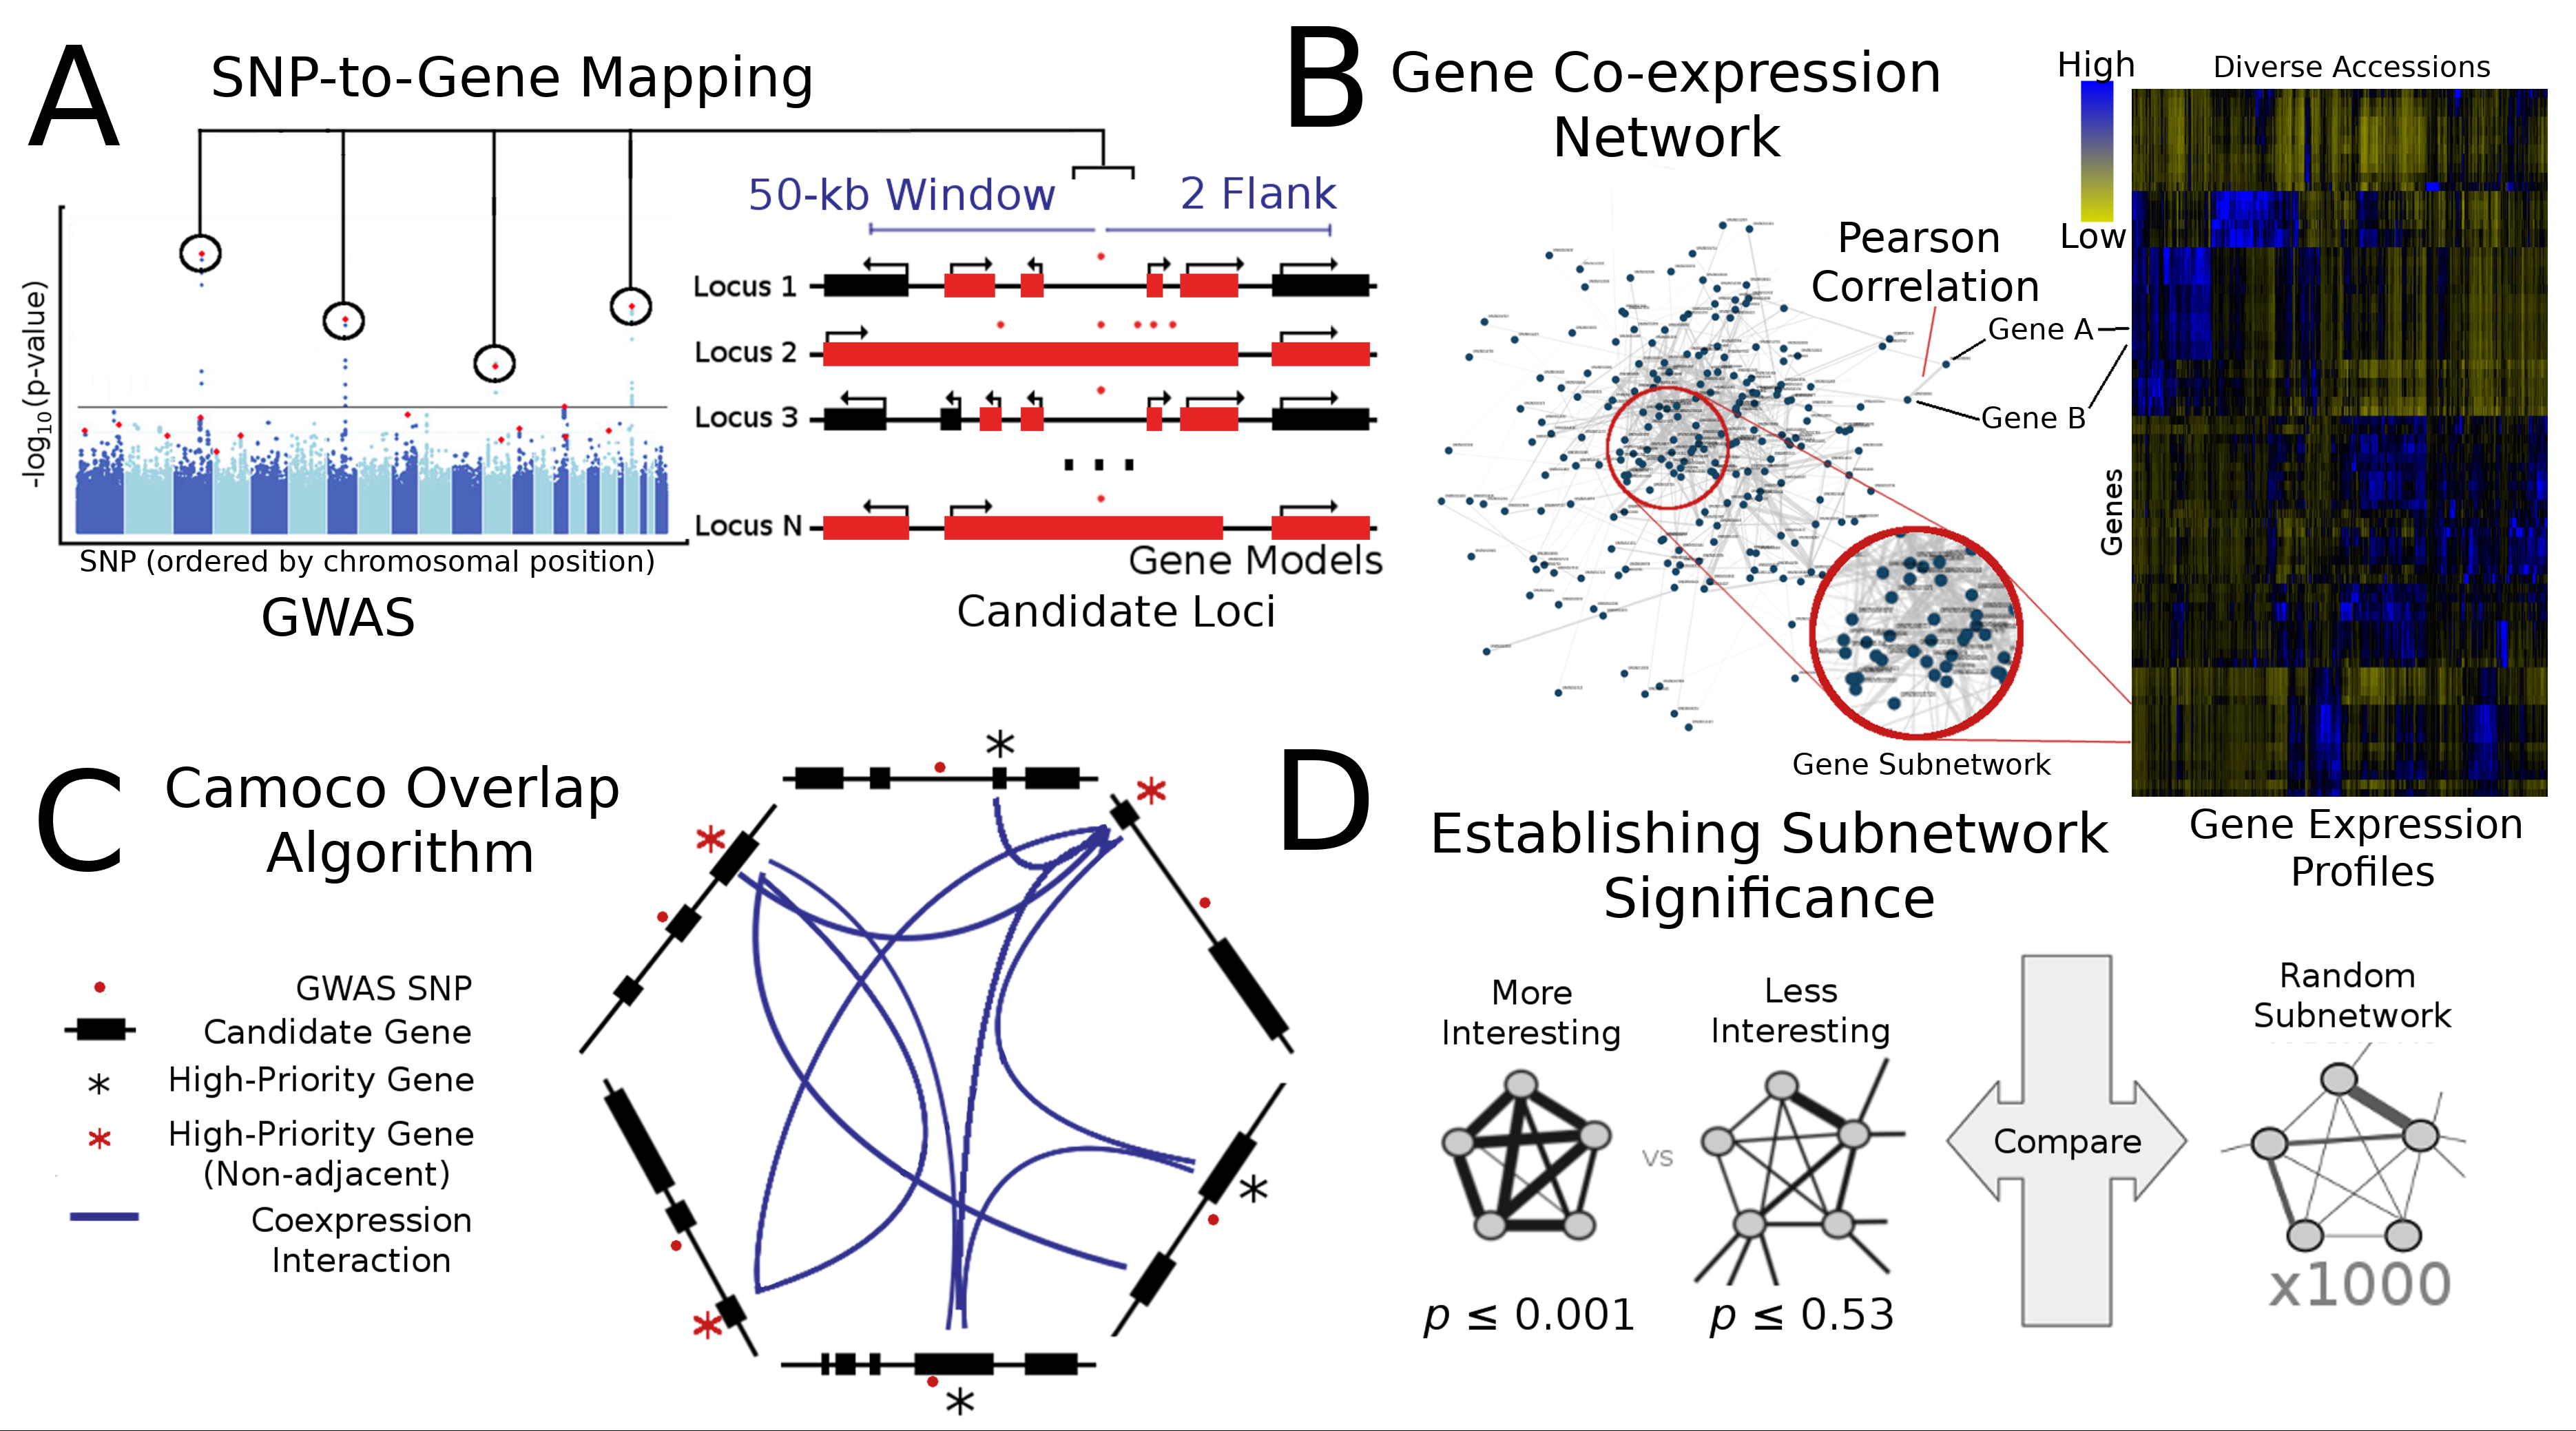 A
SNP-to-Gene Mapping
50-kb Window
2 Flank
-log10(p-value)
Locus 1
Locus 2
Locus 3
Locus N
SNP (ordered by chromosomal position)
GWAS
Gene Models
Candidate Loci
B
Gene Co-expression
Network
High
Low
Diverse Accessions
Pearson
Correlation
Gene A
Gene B
Genes
Gene Subnetwork
Gene Expression
Profiles
C
Camoco Overlap
Algorithm
*
*
*
GWAS SNP
Candidate Gene
* High-Priority Gene
* High-Priority Gene
(Non-adjacent)
Coexpression
Interaction
*
*
*
D
Establishing Subnetwork
Significance
More
Interesting
vs
Less
Interesting
Compare
Random
Subnetwork
p ≤ 0.001
p ≤ 0.53
x1000